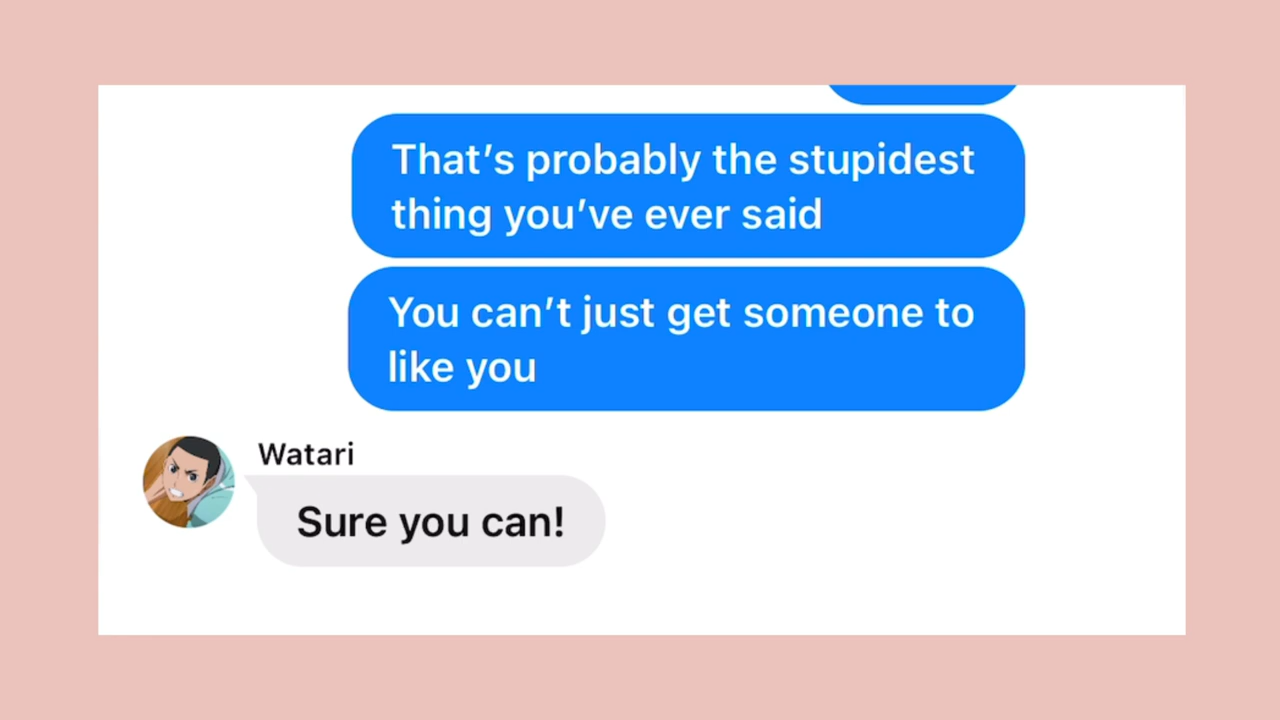 That’s probably the stupidest
thing you’ve ever said
You can’t just get someone to
like you
Watari
Sure you can!